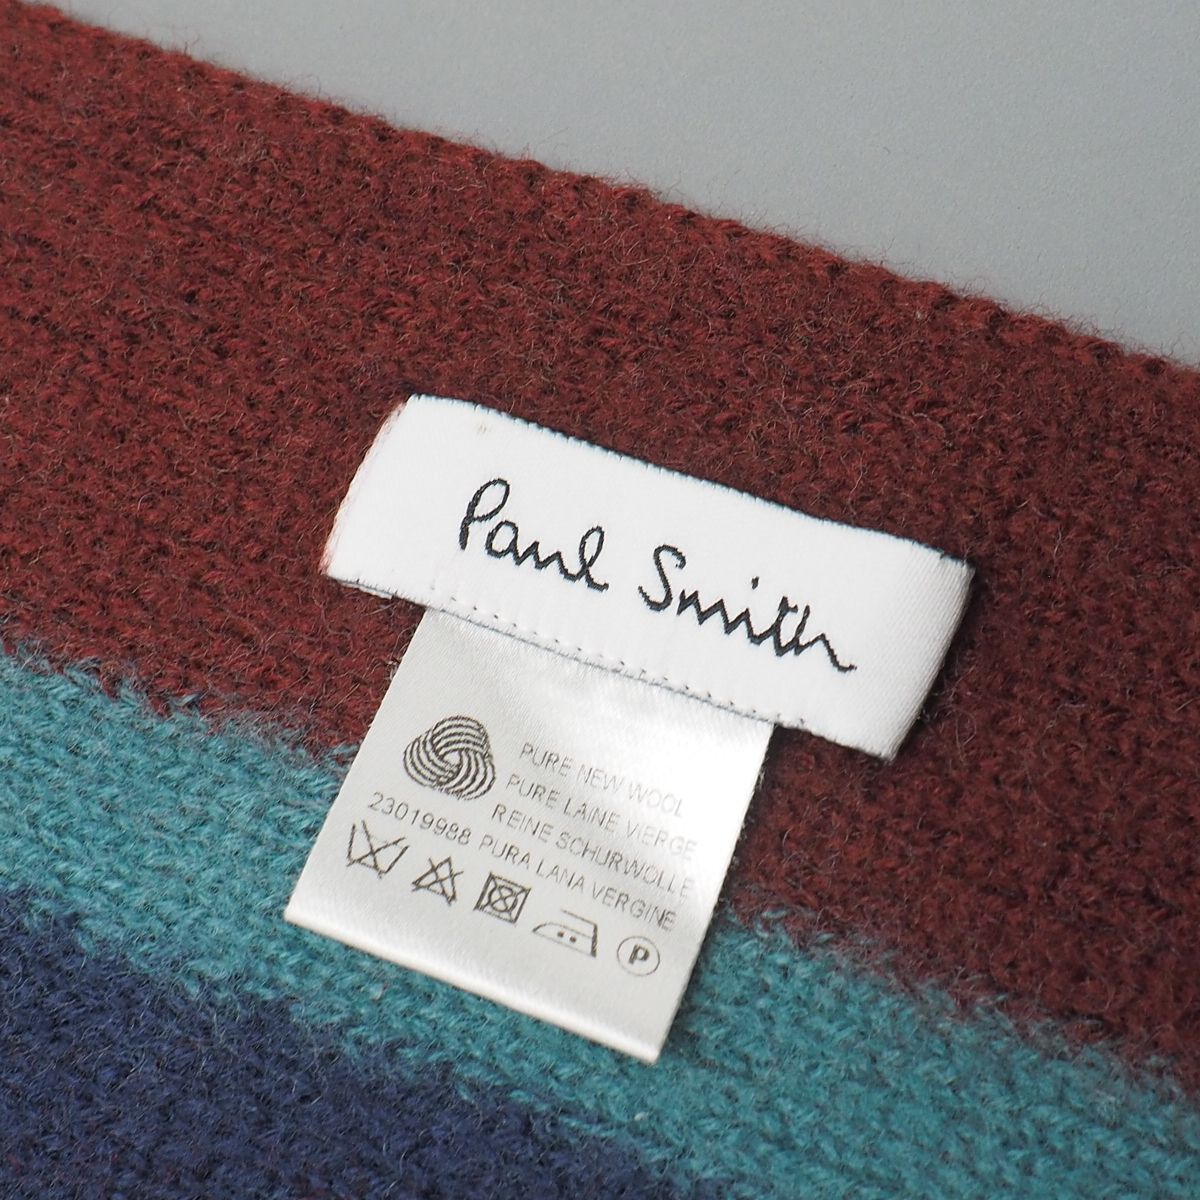 Paul Smith
PURE NEW WOOL
PURE LAINE VIERGE
REINE SCHURWOLLE
23019988 PURA LANA VERGINE
P